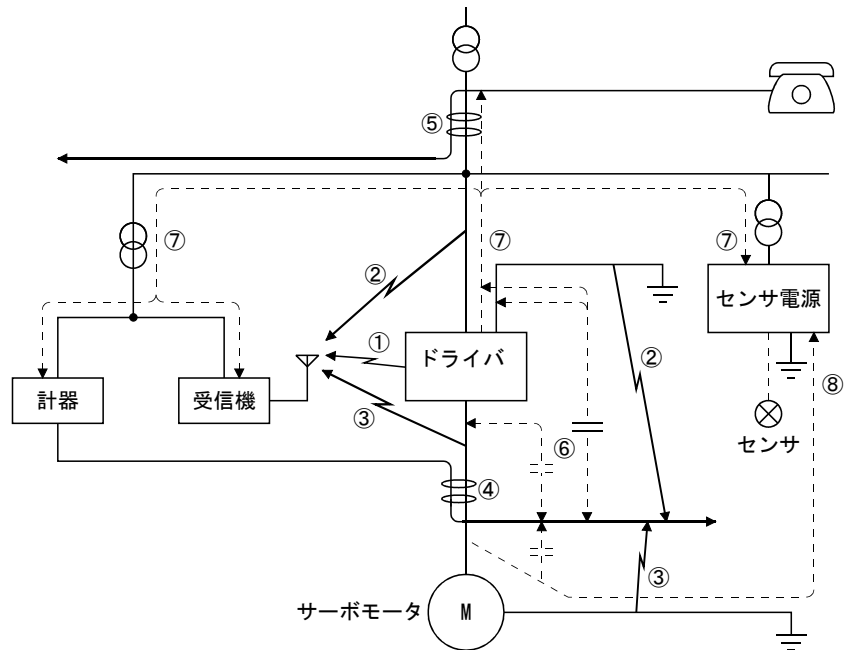 ⑤
⑦
⑦
⑦
②
センサ電源
①
ドライバ
②
⑧
計器
受信機
③
⑥
センサ
④
③
サーボモータ
M